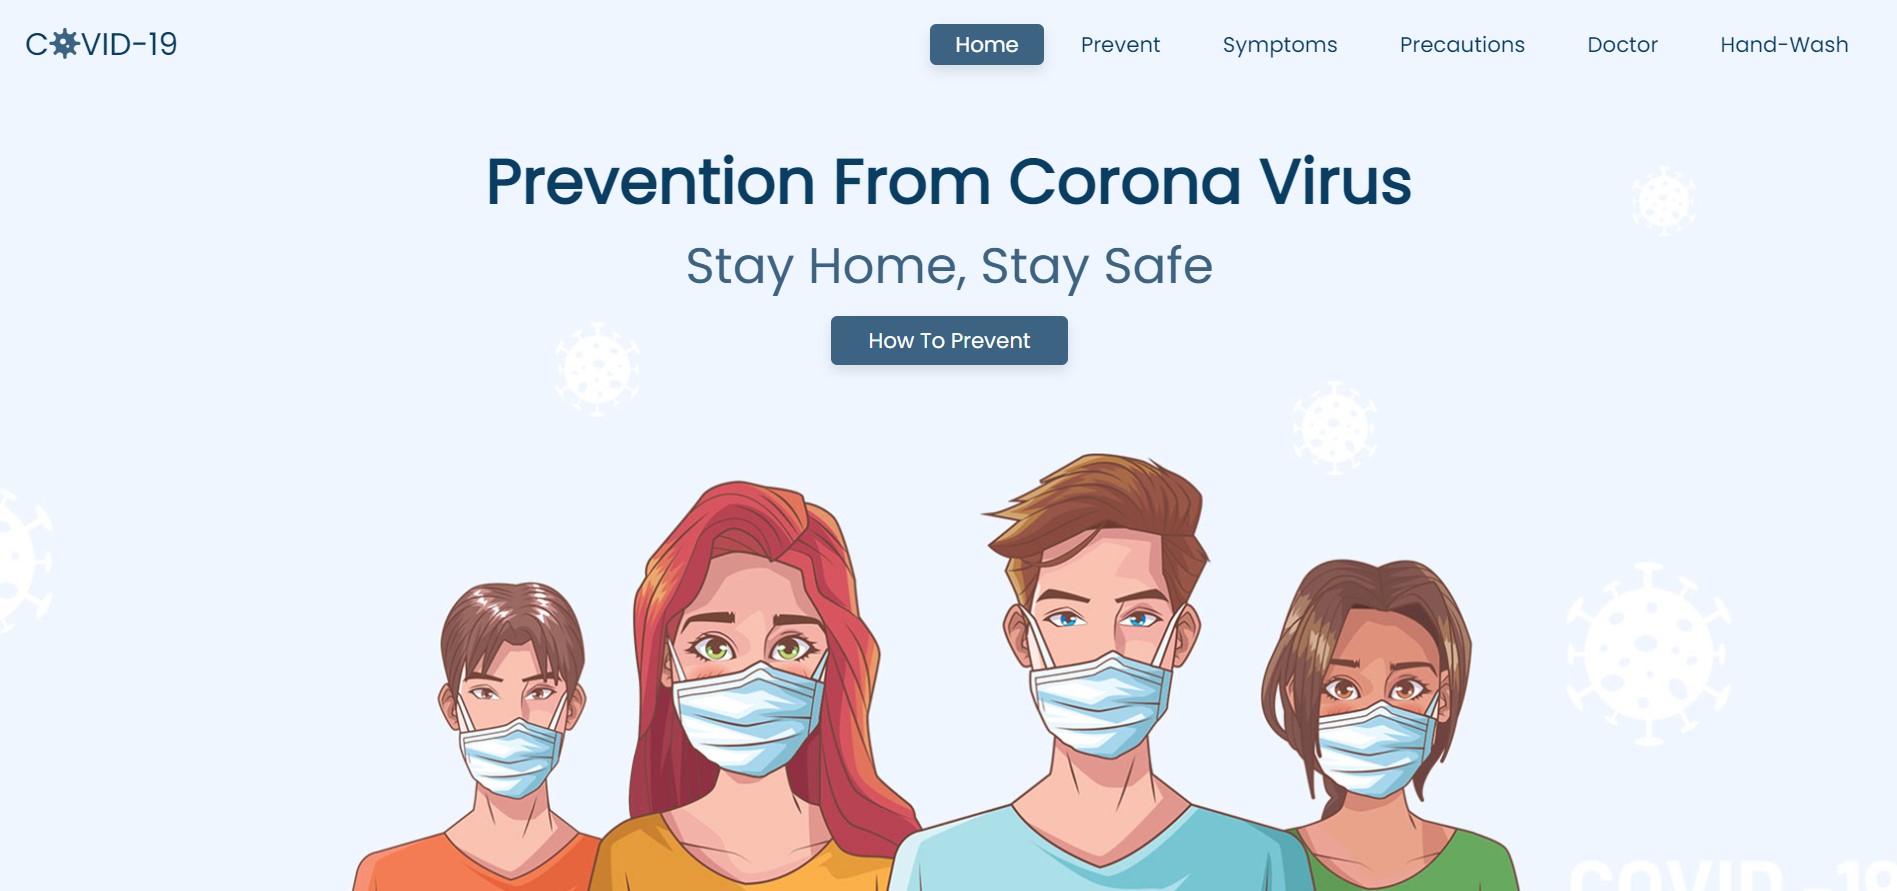 COVID-19
Home Prevent Symptoms Precautions Doctor Hand-Wash
Prevention From Corona Virus
Stay Home, Stay Safe
How To Prevent
COVID-19